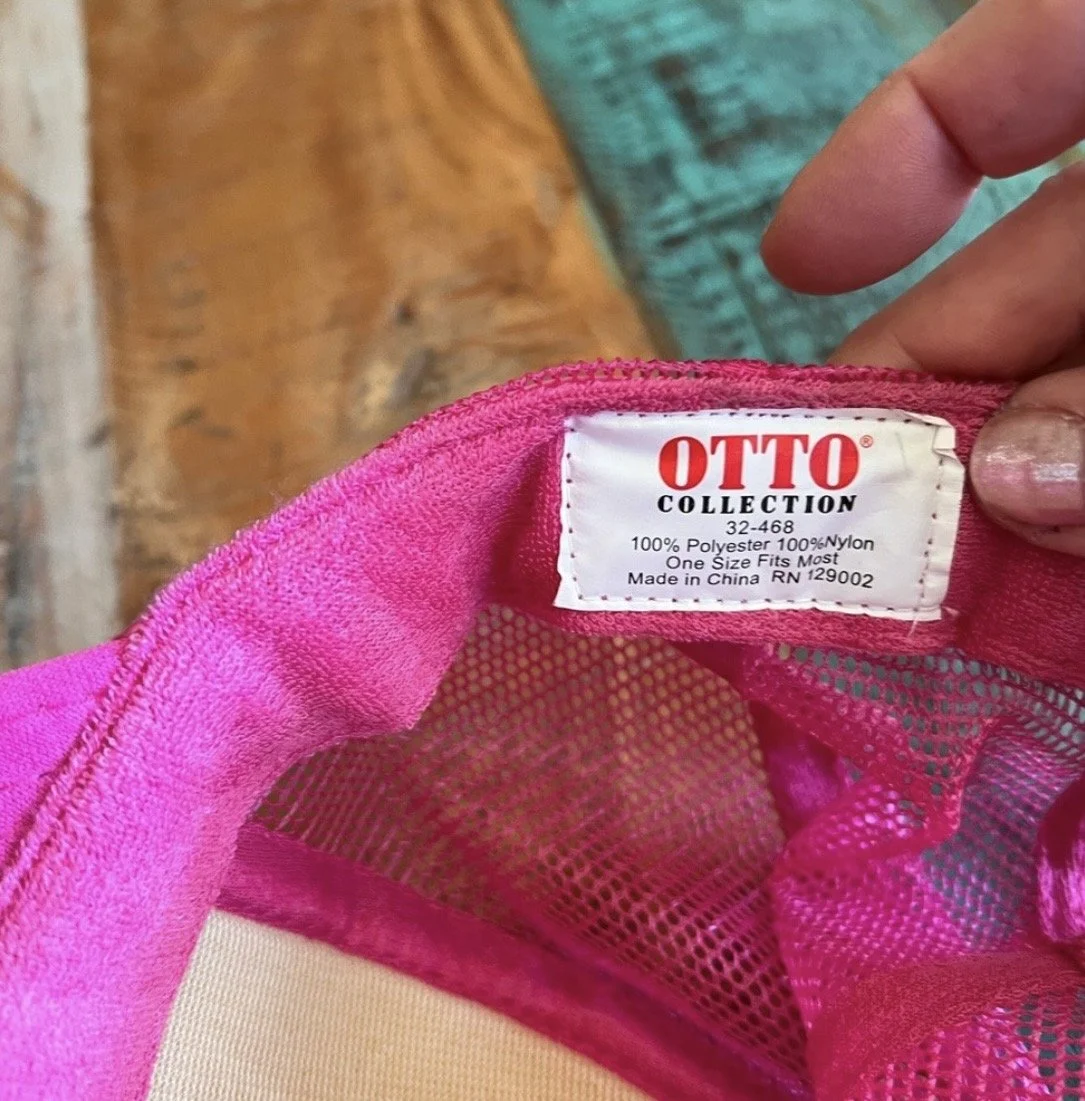 OTTO®
COLLECTION
32-468
100% Polyester 100%Nylon
One Size Fits Most
Made in China RN 129002